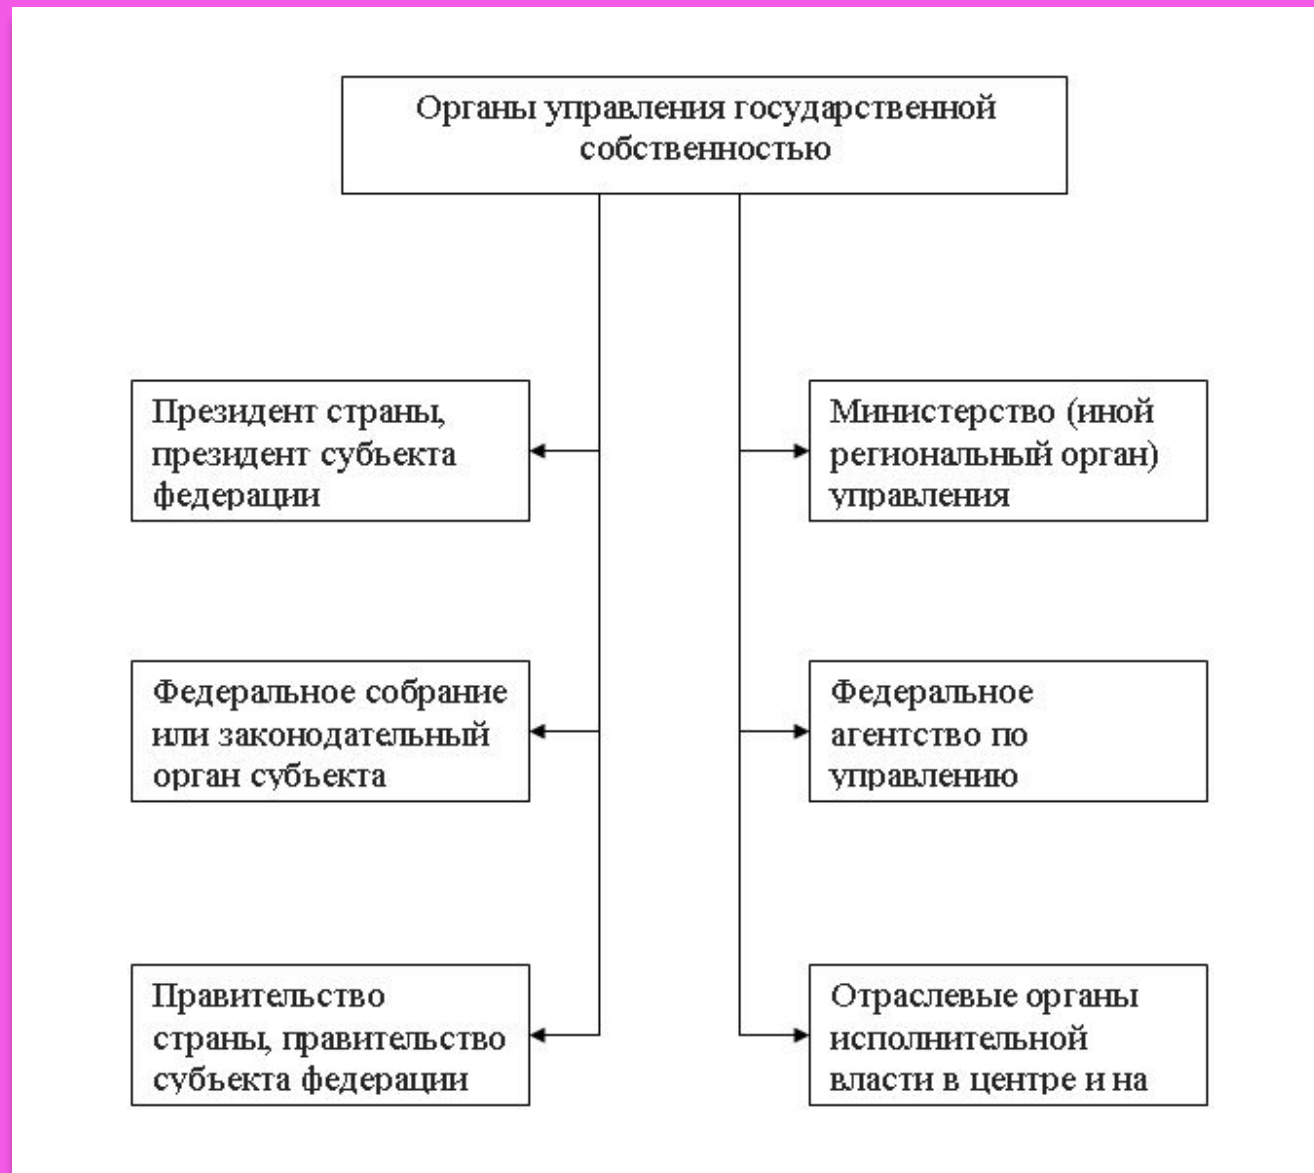 Органы управления государственной
собственностью
Президент страны,
президент субъекта
федерации
Министерство (иной
региональный орган)
управления
Федеральное собрание
или законодательный
орган субъекта
Федеральное
агентство по
управлению
Правительство
страны, правительство
субъекта федерации
Отраслевые органы
исполнительной
власти в центре и на